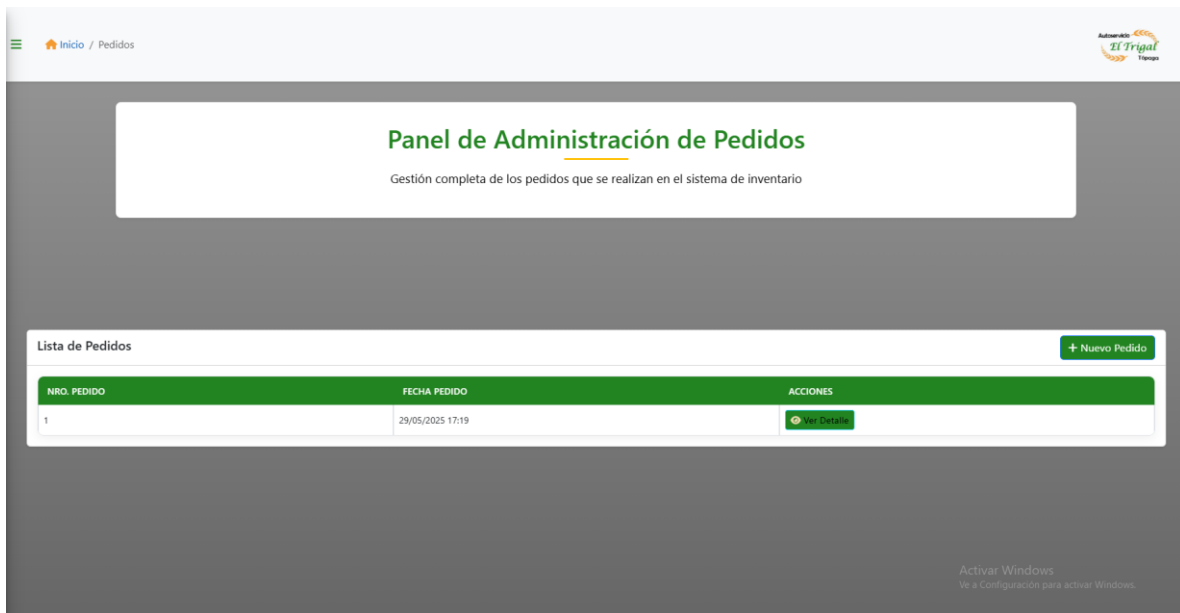 Inicio / Pedidos
Autoservicio
El Trigal
Tópaga
Panel de Administración de Pedidos
Gestión completa de los pedidos que se realizan en el sistema de inventario
Lista de Pedidos
+ Nuevo Pedido
NRO. PEDIDO FECHA PEDIDO ACCIONES
1 29/05/2025 17:19 Ver Detalle
Activar Windows
Ve a Configuración para activar Windows.